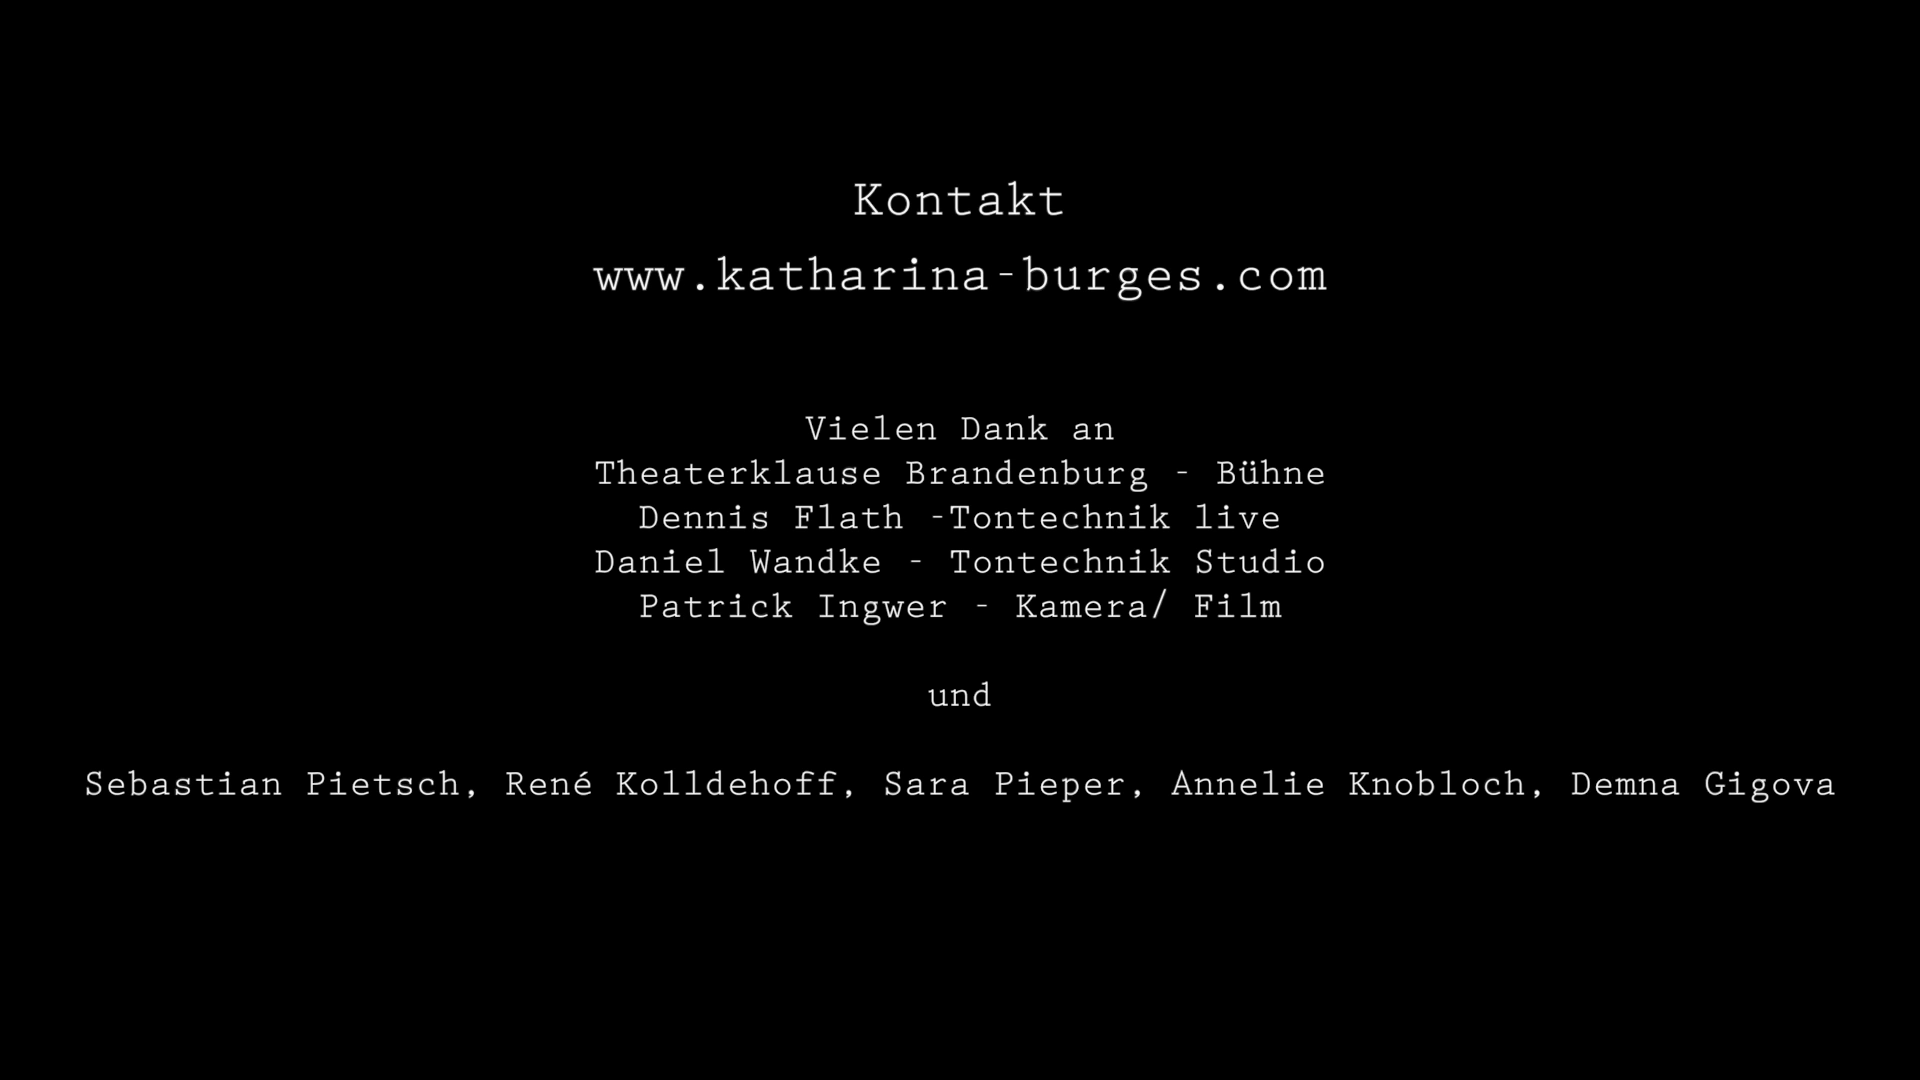 Kontakt
www.katharina-burges.com
Vielen Dank an
Theaterklause Brandenburg - Bühne
Dennis Flath -Tontechnik live
Daniel Wandke - Tontechnik Studio
Patrick Ingwer - Kamera/ Film
und
Sebastian Pietsch, René Kolldehoff, Sara Pieper, Annelie Knobloch, Demna Gigova